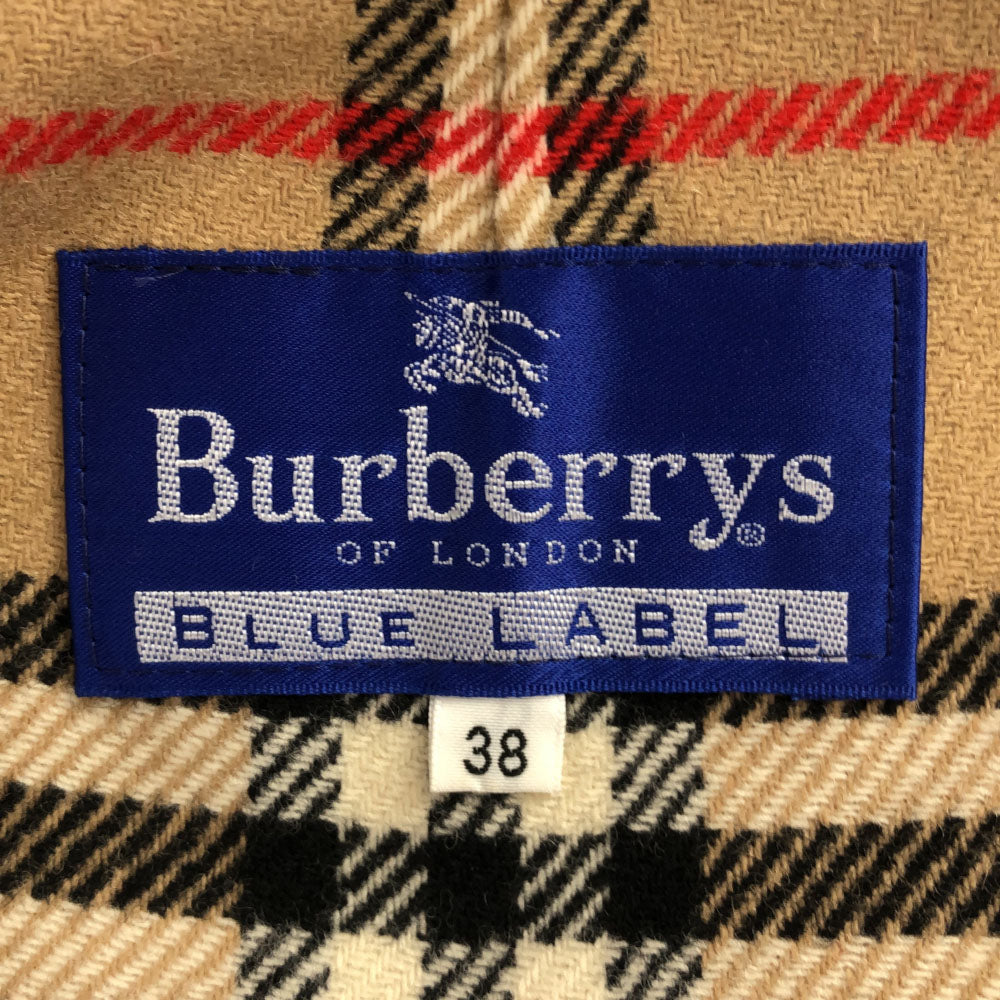 Burberrys®
OF LONDON
BLUE LABEL
38